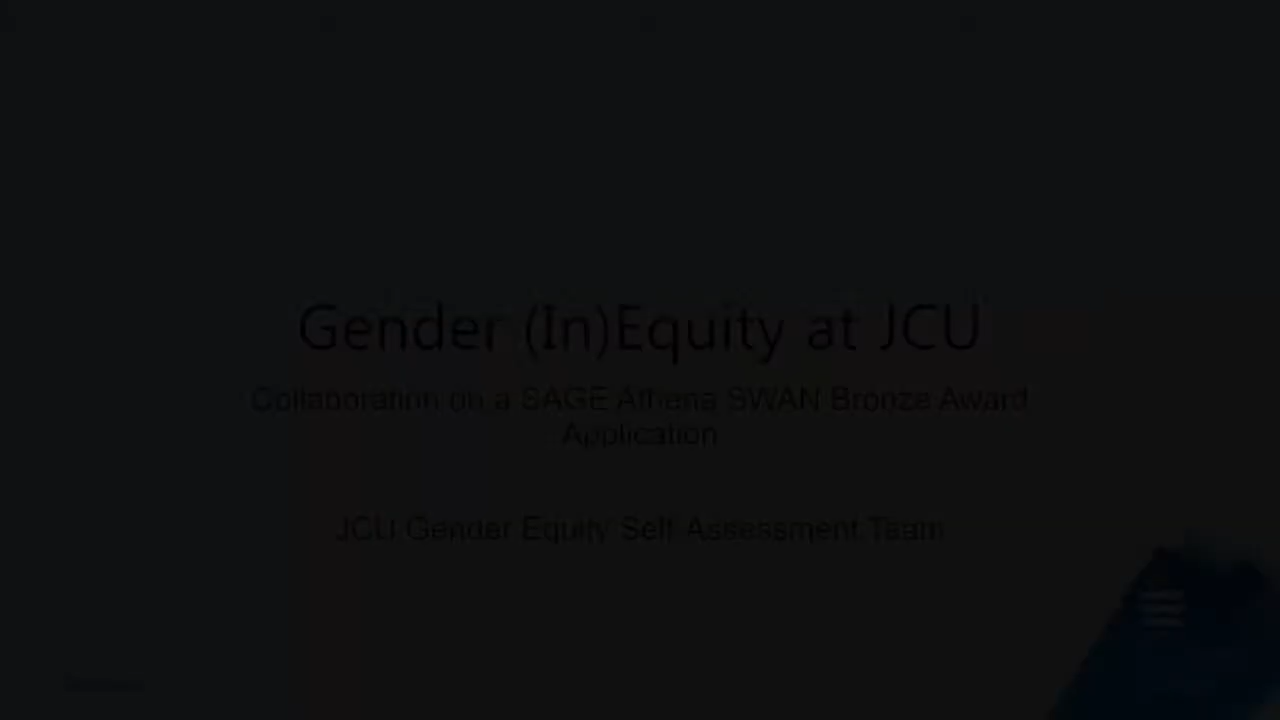 Gender (In)Equity at JCU
Collaboration on a SAGE Athena SWAN Bronze Award
Application
JCU Gender Equity Self Assessment Team